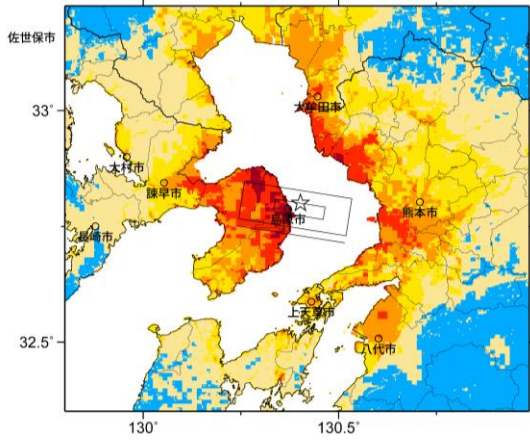 佐世保市
33°
大牟田市
大村市
諫早市
島原市
熊本市
長崎市
上天草市
32.5°
八代市
130°
130.5°